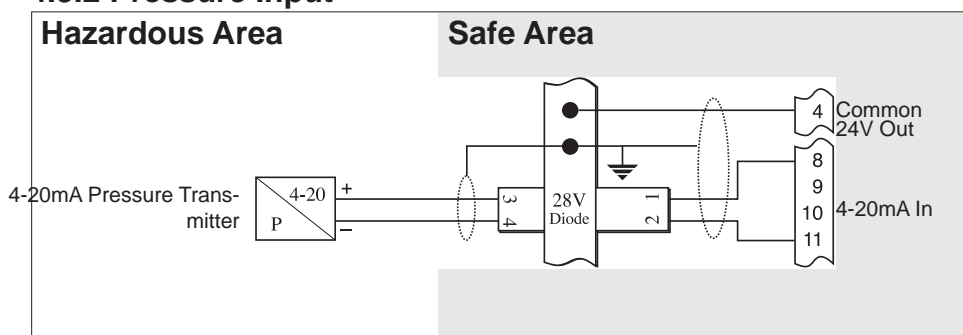 4.3.2 Pressure Input
Hazardous Area
Safe Area
4 Common
24V Out
8
9
10
11
4-20mA In
4-20mA Pressure Trans-
mitter
4-20
P
+
–
3
4
28V
Diode
1
2